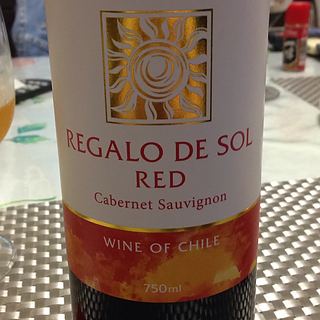 REGALO DE SOL
RED
Cabernet Sauvignon
WINE OF CHILE
750ml